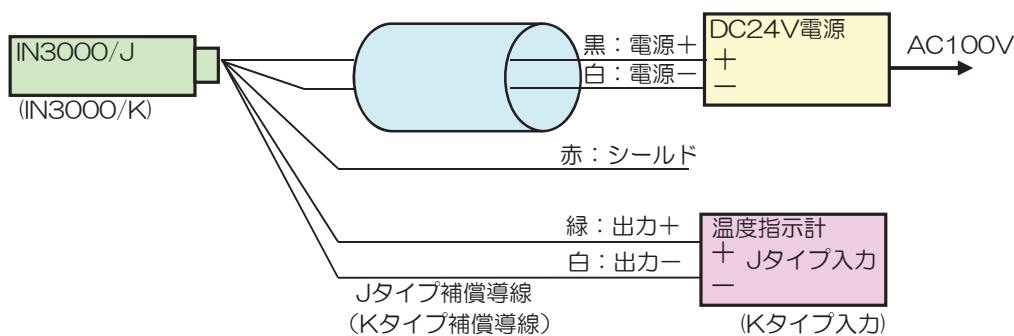 IN3000/J
(IN3000/K)
黒：電源＋
白：電源－
DC24V電源
＋
－
AC100V
赤：シールド
緑：出力＋
白：出力－
温度指示計
＋ Jタイプ入力
－
(Kタイプ入力)
Jタイプ補償導線
（Kタイプ補償導線）